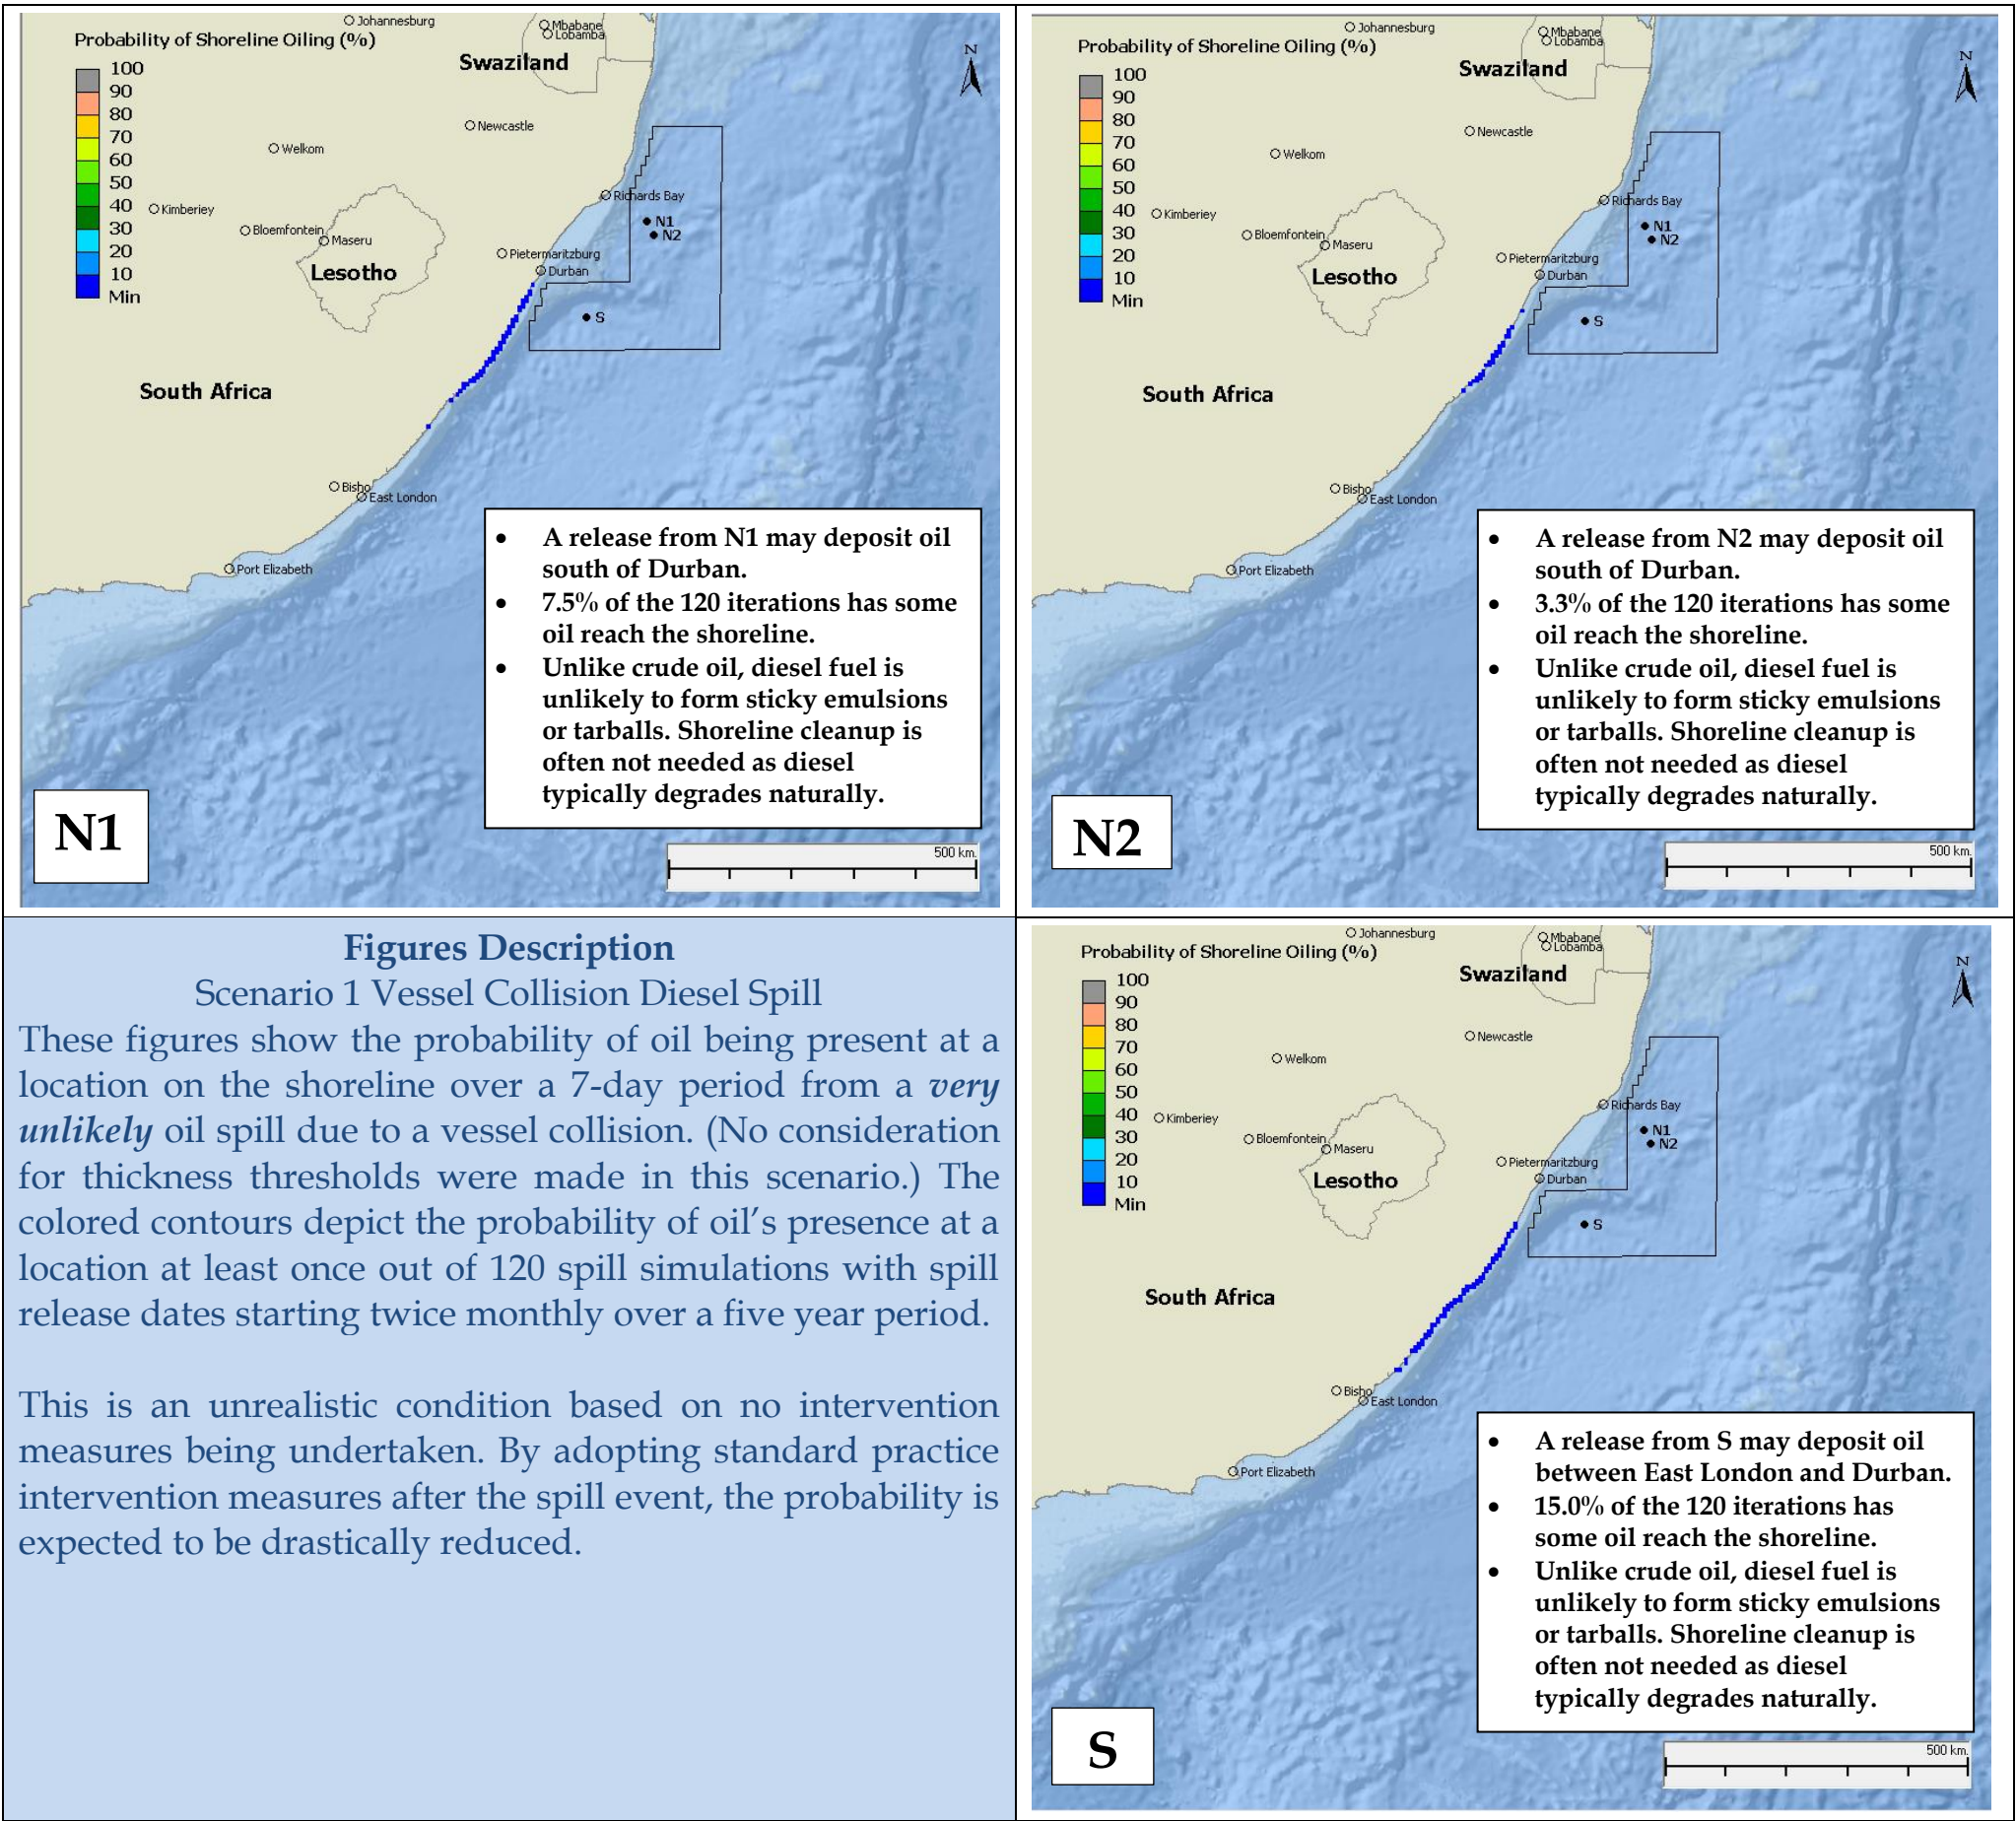 Probability of Shoreline Oiling (%)
100
90
80
70
60
50
40
30
20
10
Min
Johannesburg
Mbabane
Lobamba
Swaziland
N
Newcastle
Welkom
Richards Bay
Kimberley
N1
N2
Bloemfontein
Maseru
Pietermaritzburg
Lesotho
Durban
S
South Africa
Bisho
East London
Port Elizabeth
• A release from N1 may deposit oil
south of Durban.
• 7.5% of the 120 iterations has some
oil reach the shoreline.
• Unlike crude oil, diesel fuel is
unlikely to form sticky emulsions
or tarballs. Shoreline cleanup is
often not needed as diesel
typically degrades naturally.
N1
500 km.
Probability of Shoreline Oiling (%)
100
90
80
70
60
50
40
30
20
10
Min
Johannesburg
Mbabane
Lobamba
Swaziland
N
Newcastle
Welkom
Richards Bay
Kimberley
N1
N2
Bloemfontein
Maseru
Pietermaritzburg
Lesotho
Durban
S
South Africa
Bisho
East London
Port Elizabeth
• A release from N2 may deposit oil
south of Durban.
• 3.3% of the 120 iterations has some
oil reach the shoreline.
• Unlike crude oil, diesel fuel is
unlikely to form sticky emulsions
or tarballs. Shoreline cleanup is
often not needed as diesel
typically degrades naturally.
N2
500 km.
Figures Description
Scenario 1 Vessel Collision Diesel Spill
These figures show the probability of oil being present at a
location on the shoreline over a 7-day period from a very
unlikely oil spill due to a vessel collision. (No consideration
for thickness thresholds were made in this scenario.) The
colored contours depict the probability of oil’s presence at a
location at least once out of 120 spill simulations with spill
release dates starting twice monthly over a five year period.
This is an unrealistic condition based on no intervention
measures being undertaken. By adopting standard practice
intervention measures after the spill event, the probability is
expected to be drastically reduced.
Probability of Shoreline Oiling (%)
100
90
80
70
60
50
40
30
20
10
Min
Johannesburg
Mbabane
Lobamba
Swaziland
N
Newcastle
Welkom
Richards Bay
Kimberley
N1
N2
Bloemfontein
Maseru
Pietermaritzburg
Lesotho
Durban
S
South Africa
Bisho
East London
Port Elizabeth
• A release from S may deposit oil
between East London and Durban.
• 15.0% of the 120 iterations has
some oil reach the shoreline.
• Unlike crude oil, diesel fuel is
unlikely to form sticky emulsions
or tarballs. Shoreline cleanup is
often not needed as diesel
typically degrades naturally.
S
500 km.